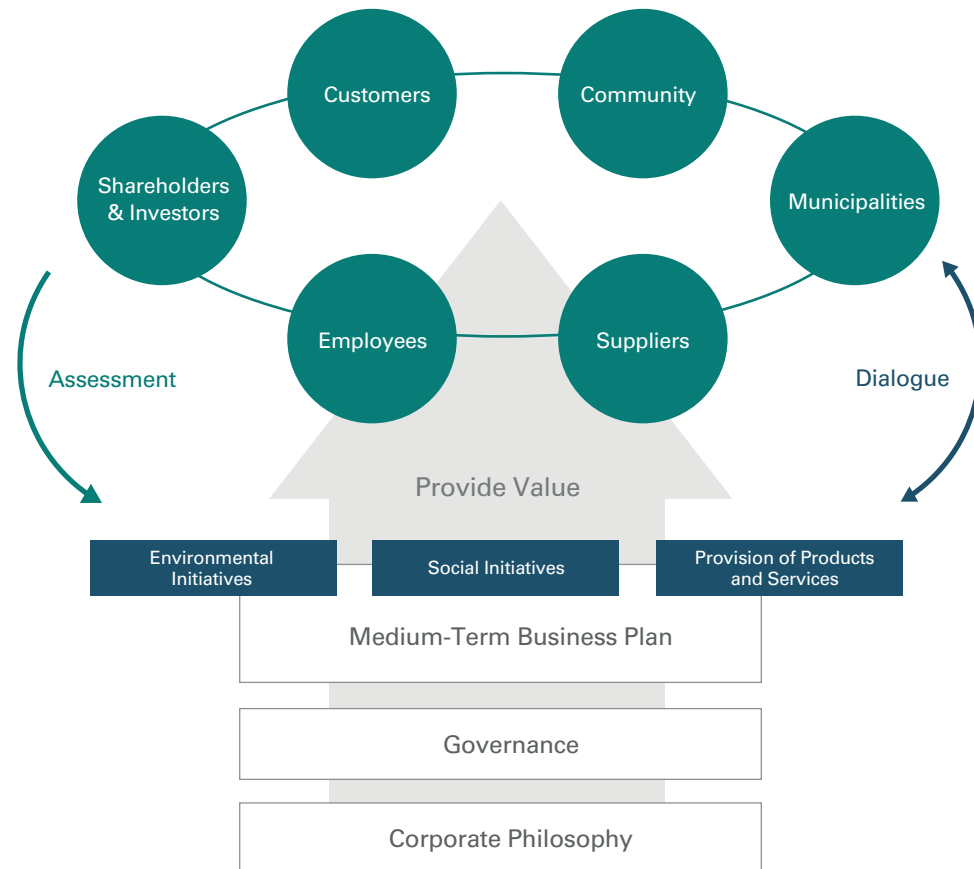 Customers
Community
Shareholders
& Investors
Municipalities
Employees
Suppliers
Assessment
Dialogue
Provide Value
Environmental
Initiatives
Social Initiatives
Provision of Products
and Services
Medium-Term Business Plan
Governance
Corporate Philosophy